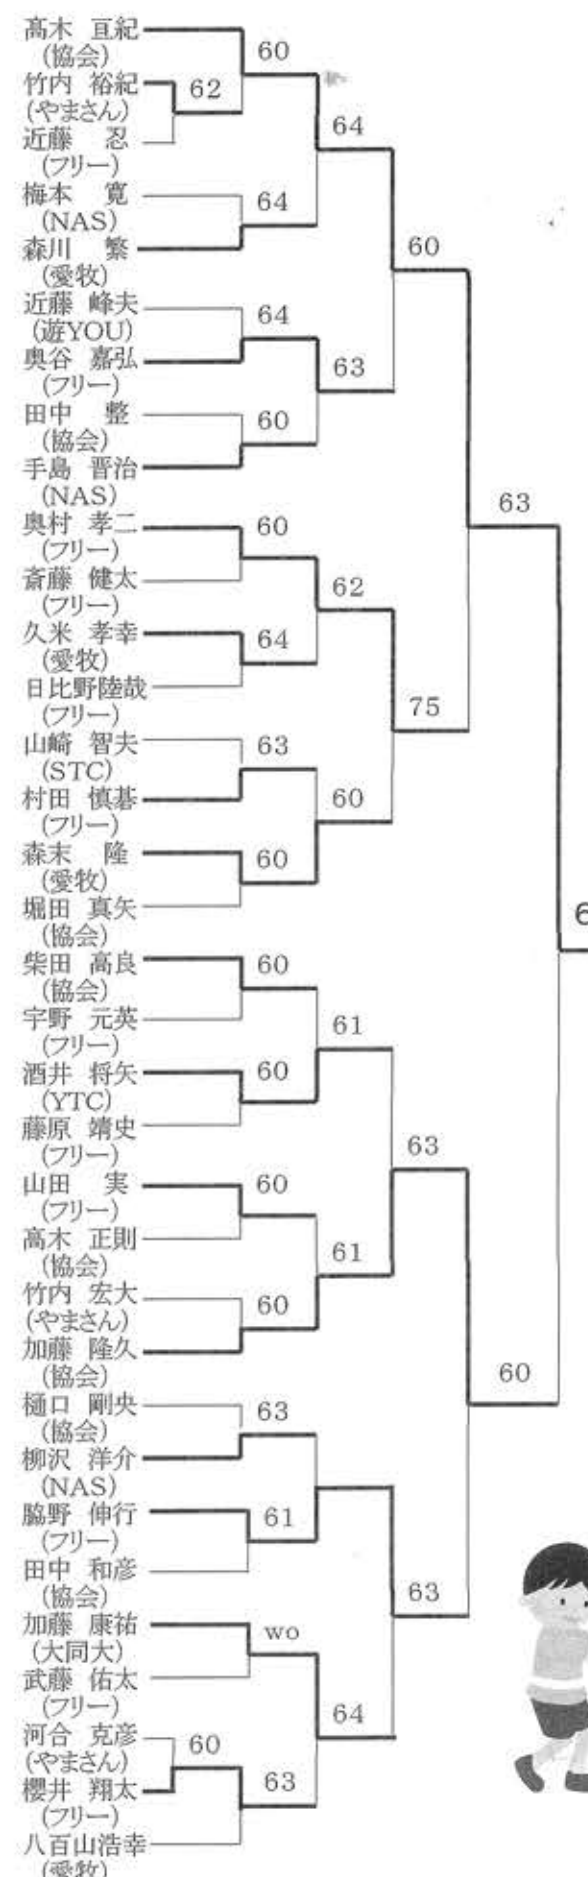 髙木 亘紀
60
(協会)
竹内 裕紀
62
(やまさん)
近藤 忍
64
(フリー)
梅本 寛
64
(NAS)
森川 繁
60
(愛牧)
近藤 峰夫
64
(遊YOU)
奥谷 嘉弘
63
(フリー)
田中 整
60
(協会)
手島 晋治
(NAS)
63
奥村 孝二
60
(フリー)
斎藤 健太
62
(フリー)
久米 孝幸
64
(愛牧)
日比野陸哉
75
(フリー)
山崎 智夫
63
(STC)
村田 慎碁
60
(フリー)
森末 隆
60
(愛牧)
堀田 真矢
6
(協会)
柴田 高良
60
(協会)
宇野 元英
61
(フリー)
酒井 将矢
60
(YTC)
藤原 靖史
63
(フリー)
山田 実
60
(フリー)
髙木 正則
61
(協会)
竹内 宏大
60
(やまさん)
加藤 隆久
60
(協会)
樋口 剛央
63
(協会)
柳沢 洋介
(NAS)
脇野 伸行
61
(フリー)
田中 和彦
63
(協会)
加藤 康祐
wo
(大同大)
武藤 佑太
64
(フリー)
河合 克彦
60
(やまさん)
櫻井 翔太
63
(フリー)
八百山浩幸
(愛牧)